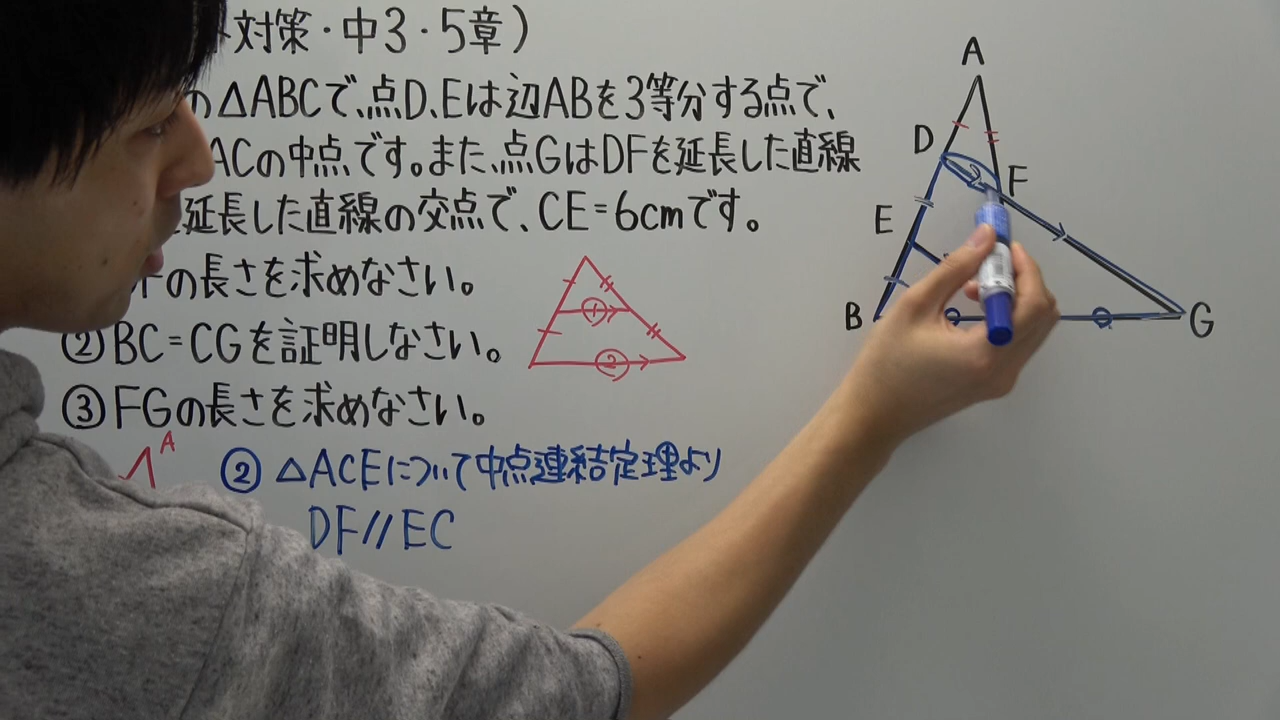 対策・中3・5章)
の△ABCで、点D、Eは辺ABを3等分する点で、
ACの中点です。また、点GはDFを延長した直線
延長した直線の交点で、CE=6cmです。
Fの長さを求めなさい。
②BC=CGを証明しなさい。
③FGの長さを求めなさい。
① ②
A
② △ACEについて中点連結定理より
DF//EC
A
D
2
F
E
B
G